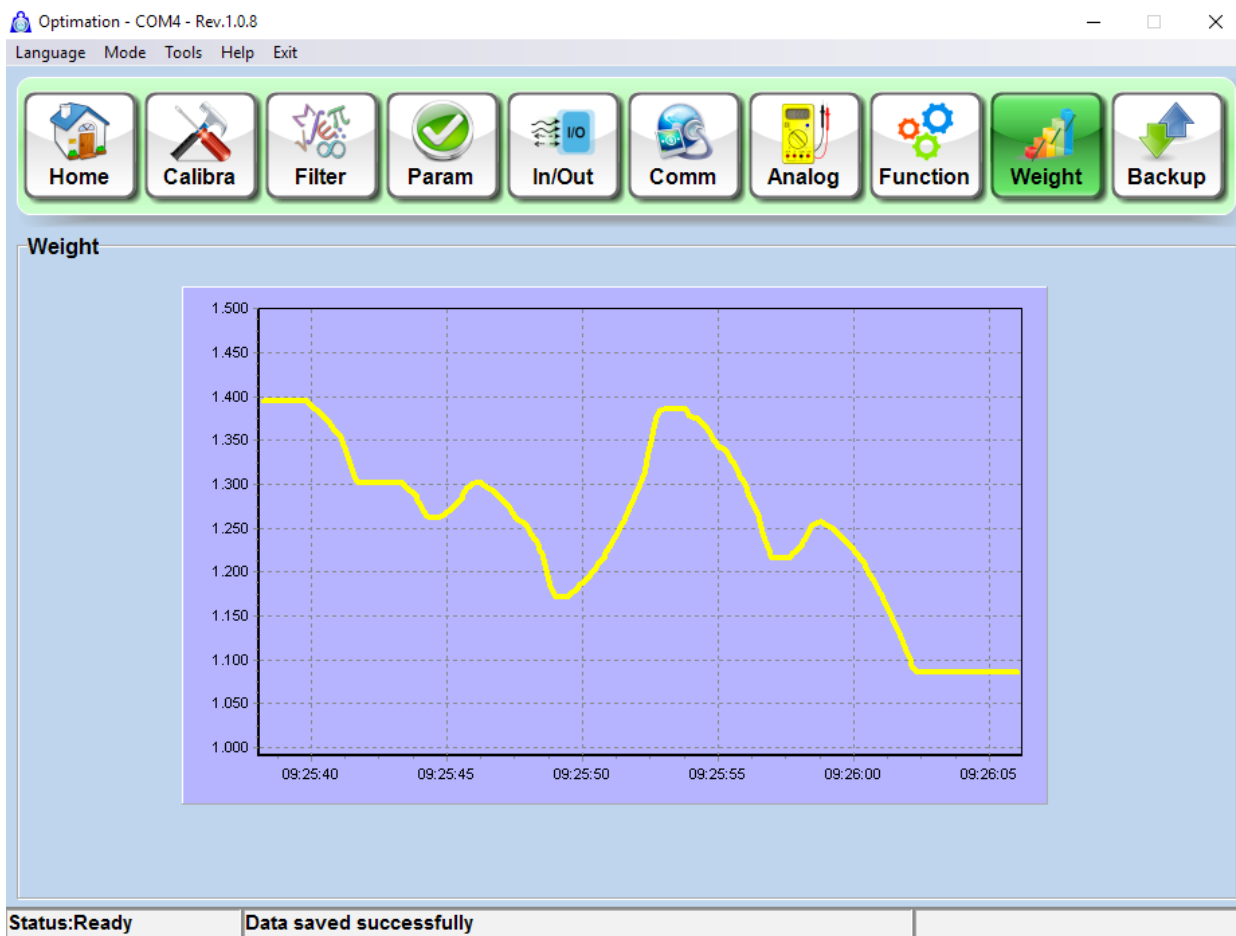 Optimation - COM4 - Rev.1.0.8
Language Mode Tools Help Exit
I/O
Home Calibra Filter Param In/Out Comm Analog Function Weight Backup
Weight
1.500
1.450
1.400
1.350
1.300
1.250
1.200
1.150
1.100
1.050
1.000
09:25:40 09:25:45 09:25:50 09:25:55 09:26:00 09:26:05
Status:Ready Data saved successfully